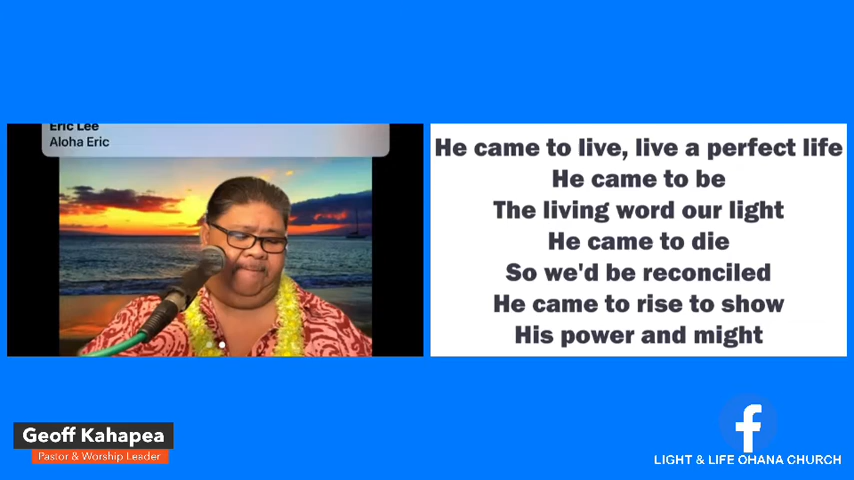 Eric Lee
Aloha Eric
He came to live, live a perfect life
He came to be
The living word our light
He came to die
So we'd be reconciled
He came to rise to show
His power and might
Geoff Kahapea
Pastor & Worship Leader
LIGHT & LIFE OHANA CHURCH